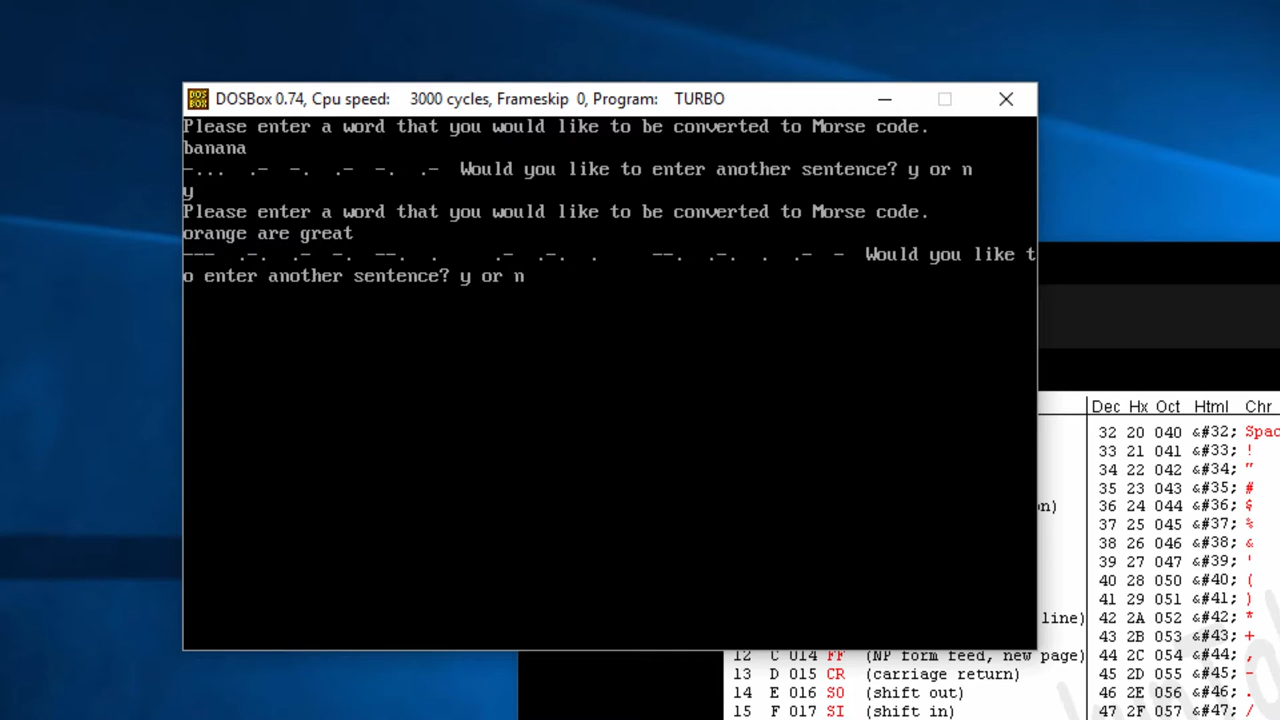 DOSBox 0.74, Cpu speed: 3000 cycles, Frameskip 0, Program: TURBO
Please enter a word that you would like to be converted to Morse code.
banana
-... .- -. .- -. .- Would you like to enter another sentence? y or n
y
Please enter a word that you would like to be converted to Morse code.
orange are great
--- .-. .- -. --. . .- .-. . --. .-. . .- - Would you like t
o enter another sentence? y or n
Dec Hx Oct Html Chr
32 20 040 &#32; Spac
33 21 041 &#33; !
34 22 042 &#34; "
35 23 043 &#35; #
36 24 044 &#36; $
37 25 045 &#37; %
38 26 046 &#38; &
39 27 047 &#39; '
40 28 050 &#40; (
41 29 051 &#41; )
line) 42 2A 052 &#42; *
43 2B 053 &#43; +
12 C 014 FF (NP form feed, new page) 44 2C 054 &#44; ,
13 D 015 CR (carriage return) 45 2D 055 &#45; -
14 E 016 SO (shift out) 46 2E 056 &#46; .
15 F 017 SI (shift in) 47 2F 057 &#47; /